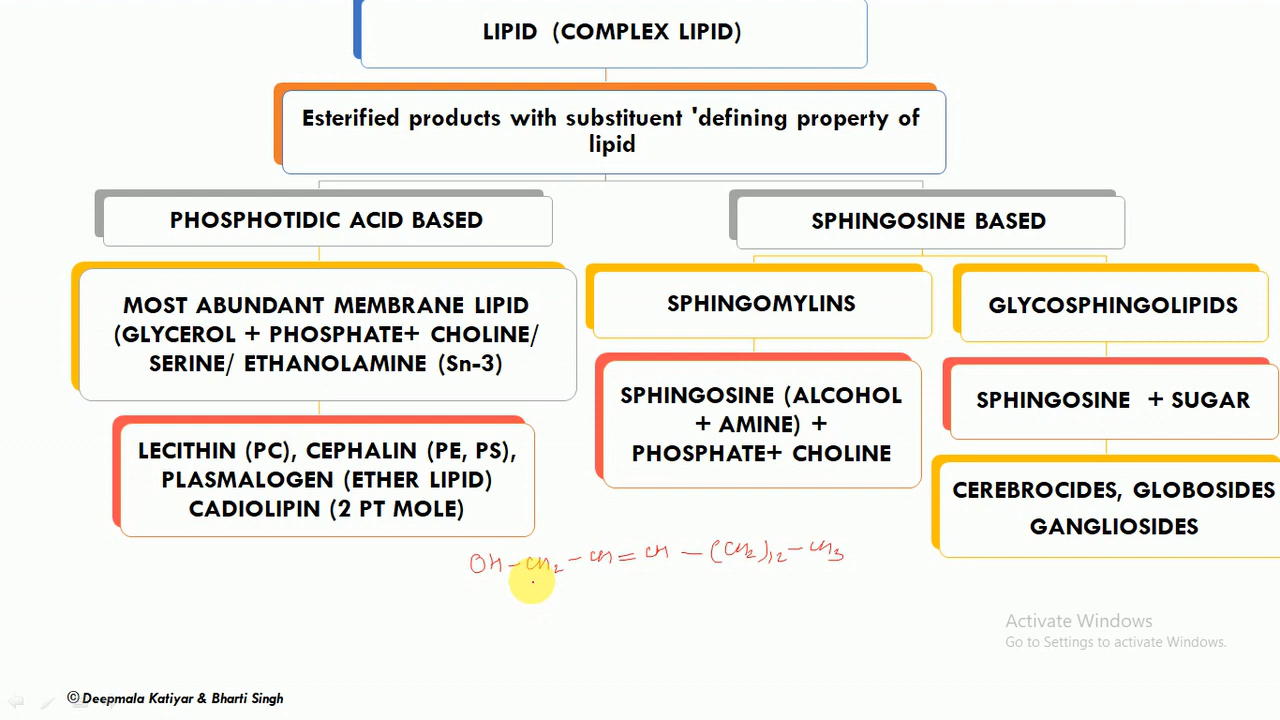 LIPID (COMPLEX LIPID)
Esterified products with substituent 'defining property of
lipid
PHOSPHOTIDIC ACID BASED
SPHINGOSINE BASED
MOST ABUNDANT MEMBRANE LIPID
(GLYCEROL + PHOSPHATE+ CHOLINE/
SERINE/ ETHANOLAMINE (Sn-3)
SPHINGOMYLINS
GLYCOSPHINGOLIPIDS
LECITHIN (PC), CEPHALIN (PE, PS),
PLASMALOGEN (ETHER LIPID)
CADIOLIPIN (2 PT MOLE)
SPHINGOSINE (ALCOHOL
+ AMINE) +
PHOSPHATE+ CHOLINE
SPHINGOSINE + SUGAR
CEREBROCIDES, GLOBOSIDES
GANGLIOSIDES
OH-CH2-CH=CH-(CH2)12-CH3
Activate Windows
Go to Settings to activate Windows.
© Deepmala Katiyar & Bharti Singh